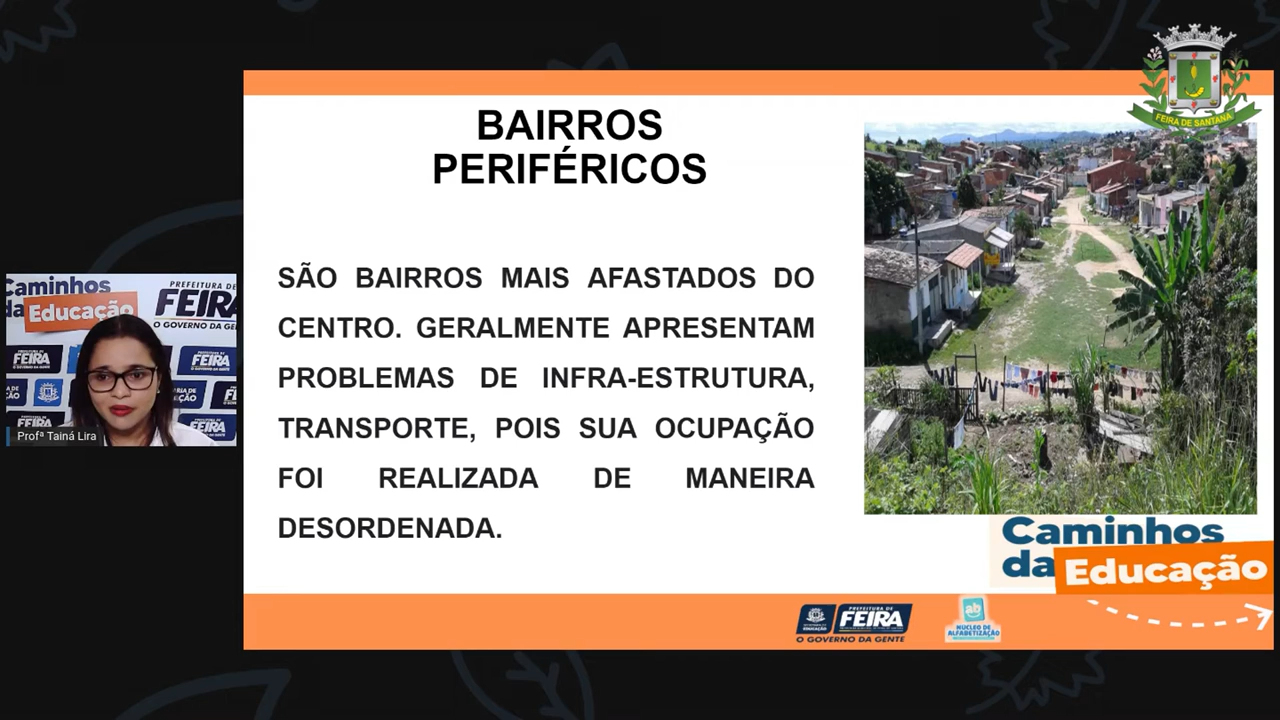 FEIRA DE SANTANA
BAIRROS
PERIFÉRICOS
SÃO BAIRROS MAIS AFASTADOS DO
CENTRO. GERALMENTE APRESENTAM
PROBLEMAS DE INFRA-ESTRUTURA,
TRANSPORTE, POIS SUA OCUPAÇÃO
FOI REALIZADA DE MANEIRA
DESORDENADA.
Caminhos
da Educação
PREFEITURA DE
FEIRA
O GOVERNO DA GENTE
Profª Tainá Lira
Caminhos
da Educação
PREFEITURA DE
FEIRA
O GOVERNO DA GENTE
NÚCLEO DE
ALFABETIZAÇÃO